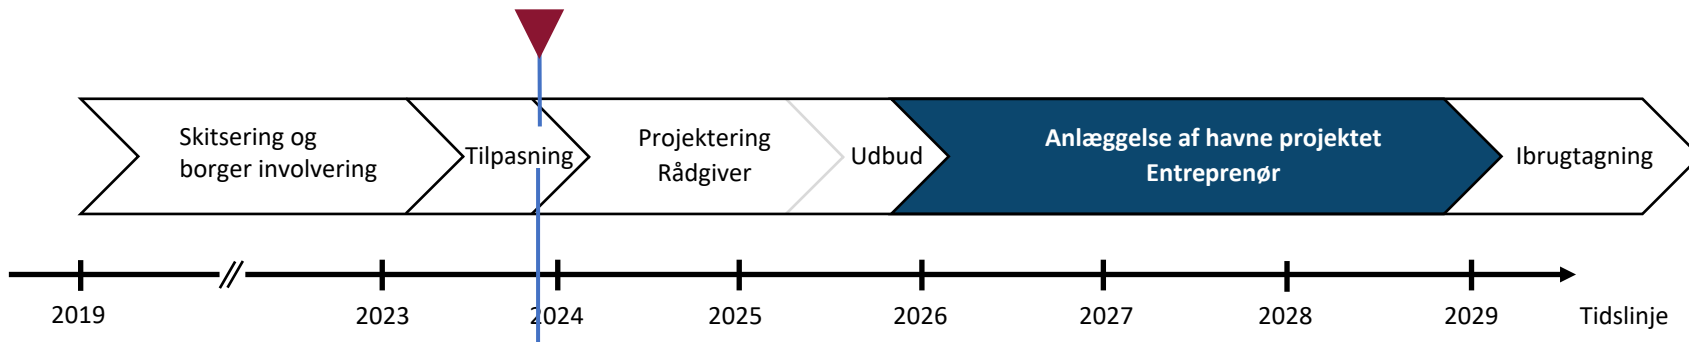 Skitsering og
borger involvering
Tilpasning
Projektering
Rådgiver
Udbud
Anlæggelse af havne projektet
Entreprenør
Ibrugtagning
2019
2023
2024
2025
2026
2027
2028
2029
Tidslinje